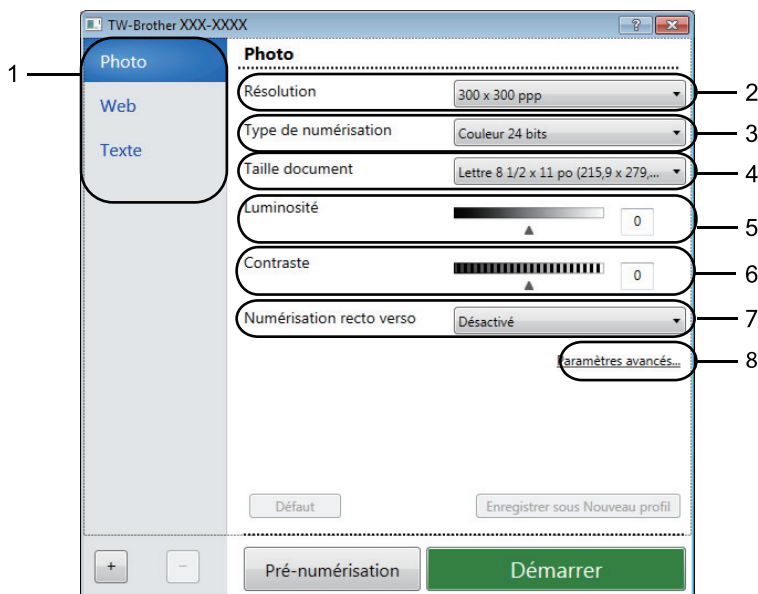 TW-Brother XXX-XXXX
?
1
Photo
Web
Texte
Photo
Résolution
300 x 300 ppp
2
Type de numérisation
Couleur 24 bits
3
Taille document
Lettre 8 1/2 x 11 po (215,9 x 279,...
4
Luminosité
0
5
Contraste
0
6
Numérisation recto verso
Désactivé
7
Paramètres avancés...
8
Défaut
Enregistrer sous Nouveau profil
+
−
Pré-numérisation
Démarrer